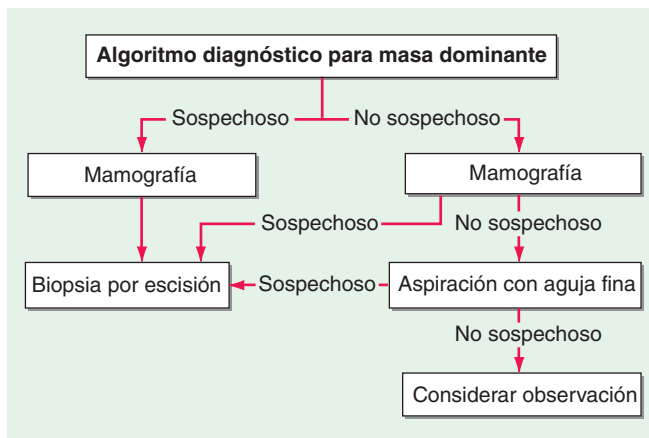 Algoritmo diagnóstico para masa dominante
Sospechoso
No sospechoso
Mamografía
Mamografía
Sospechoso
No sospechoso
Biopsia por escisión
Sospechoso
Aspiración con aguja fina
No sospechoso
Considerar observación